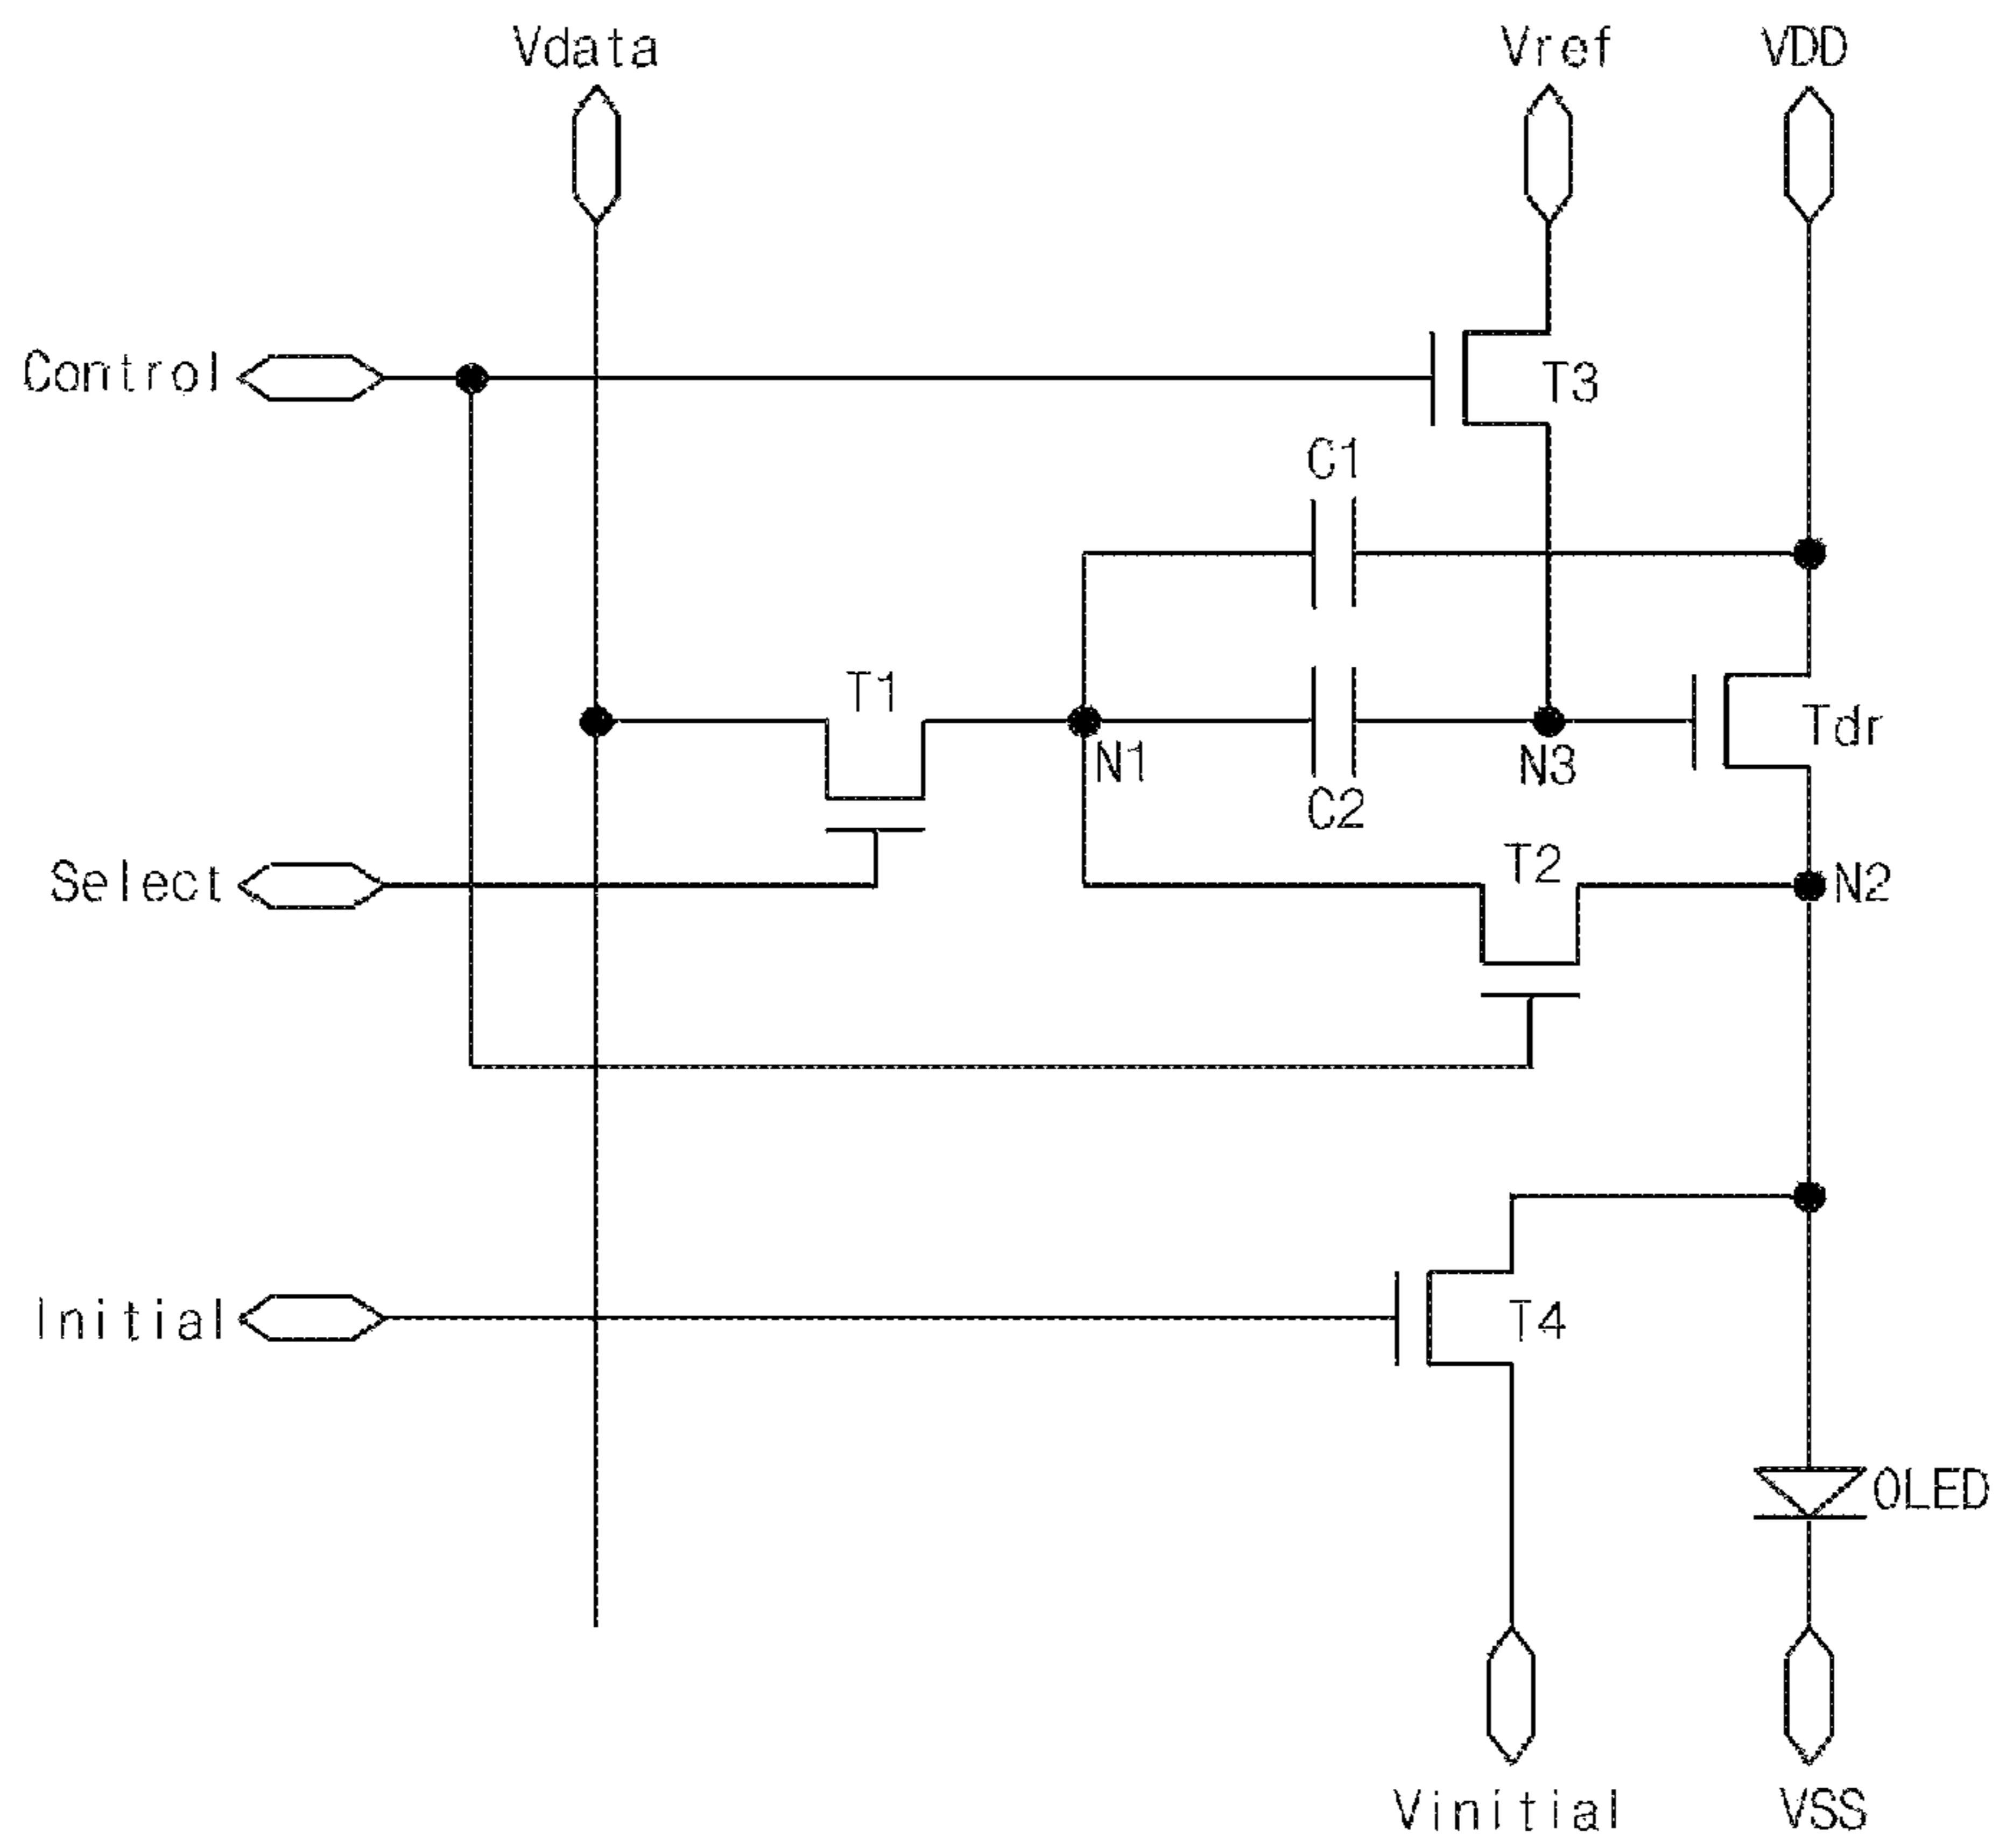 Vdata
Vref
VDD
Control
T3
C1
T1
Tdr
N1
N3
C2
T2
Select
N2
Initial
T4
OLED
Vinitial
VSS